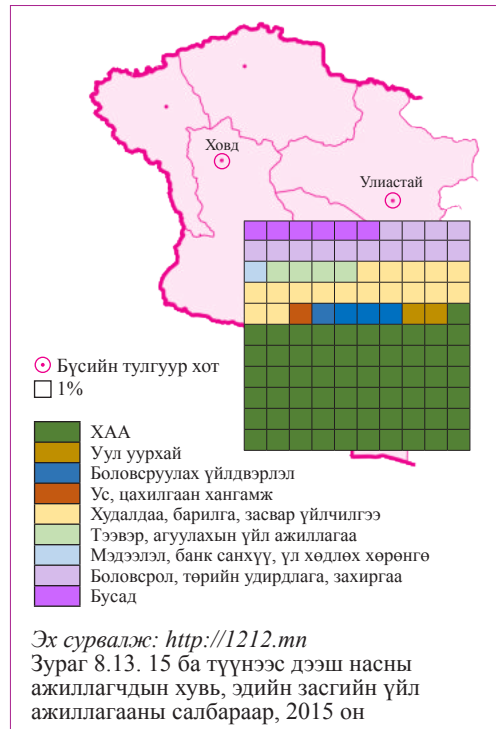 Ховд
Улиастай
Бүсийн тулгуур хот
1%
ХАА
Уул уурхай
Боловсруулах үйлдвэрлэл
Ус, цахилгаан хангамж
Худалдаа, барилга, засвар үйлчилгээ
Тээвэр, агуулахын үйл ажиллагаа
Мэдээлэл, банк санхүү, үл хөдлөх хөрөнгө
Боловсрол, төрийн удирдлага, захиргаа
Бусад
Эх сурвалж: http://1212.mn
Зураг 8.13. 15 ба түүнээс дээш насны
ажиллагчдын хувь, эдийн засгийн үйл
ажиллагааны салбараар, 2015 он